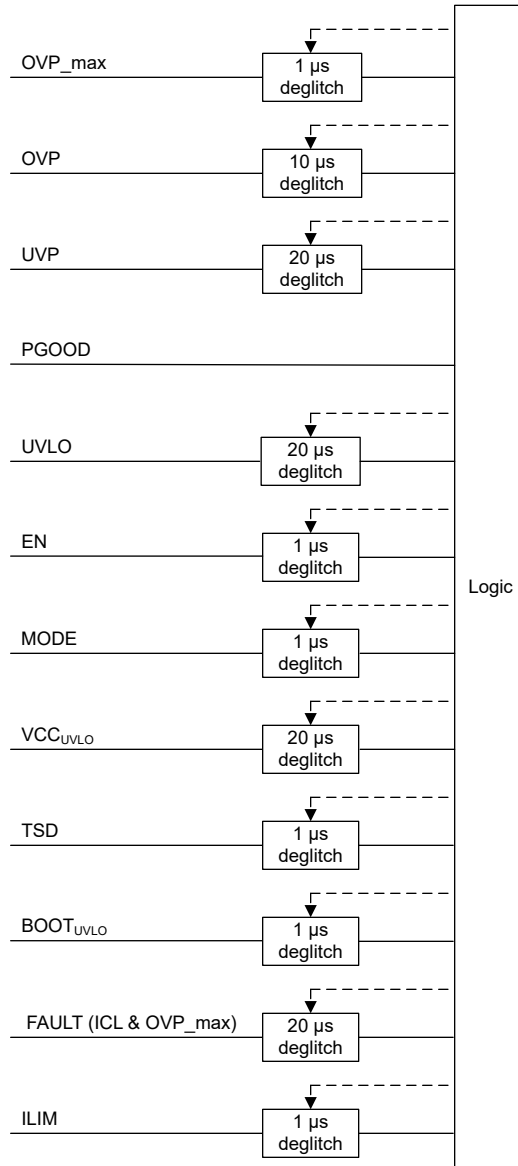 OVP_max
1 µs
deglitch
OVP
10 µs
deglitch
UVP
20 µs
deglitch
PGOOD
UVLO
20 µs
deglitch
EN
1 µs
deglitch
Logic
MODE
1 µs
deglitch
VCCUVLO
20 µs
deglitch
TSD
1 µs
deglitch
BOOTUVLO
1 µs
deglitch
FAULT (ICL & OVP_max)
20 µs
deglitch
ILIM
1 µs
deglitch